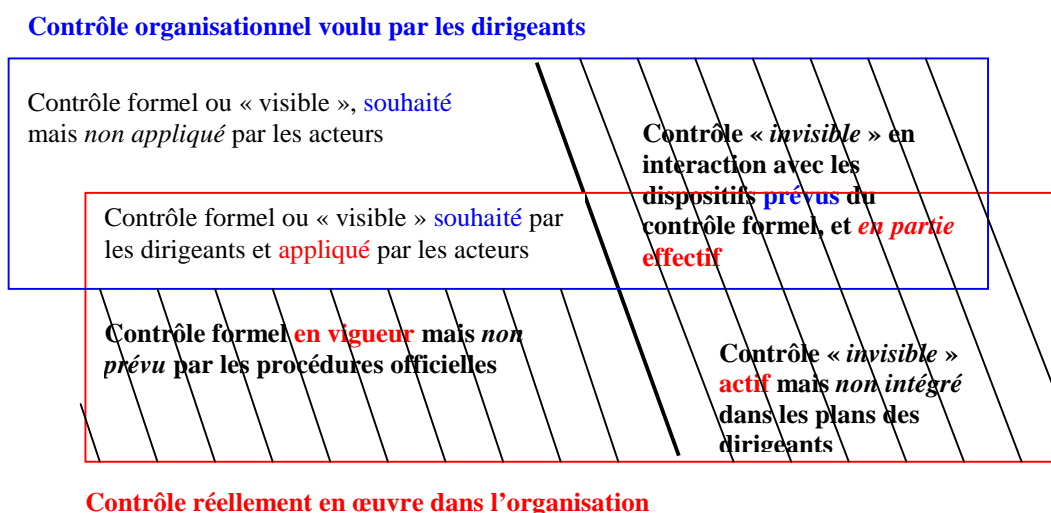 Contrôle organisationnel voulu par les dirigeants
Contrôle formel ou « visible », souhaité
mais non appliqué par les acteurs
Contrôle « invisible » en
interaction avec les
dispositifs prévus du
contrôle formel, et en partie
effectif
Contrôle formel ou « visible » souhaité par
les dirigeants et appliqué par les acteurs
Contrôle formel en vigueur mais non
prévu par les procédures officielles
Contrôle « invisible »
actif mais non intégré
dans les plans des
dirigeants
Contrôle réellement en œuvre dans l'organisation